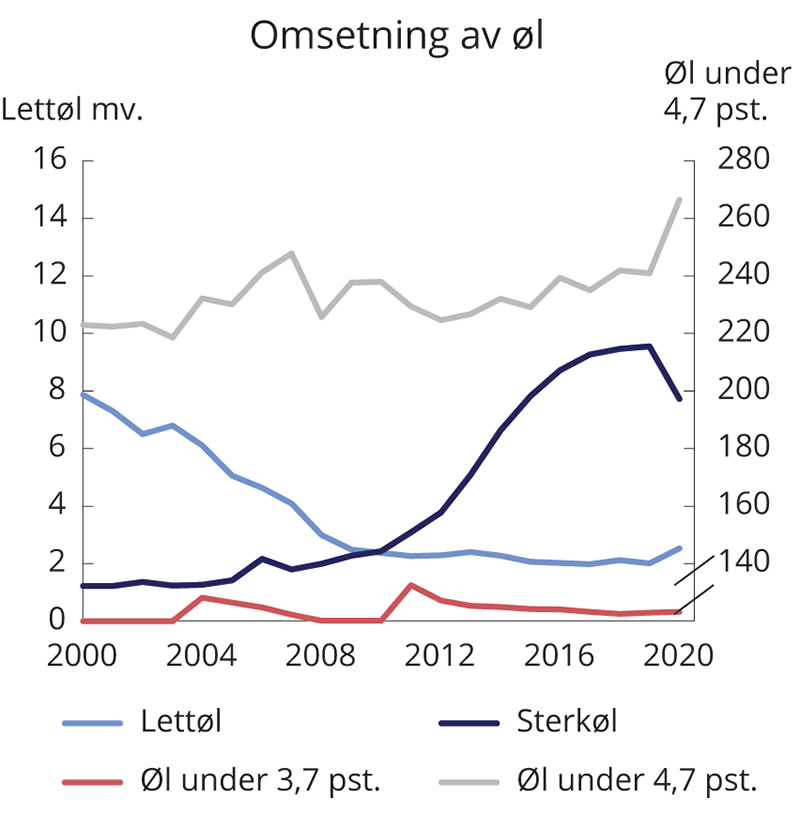 Omsetning av øl
Lettøl mv.
Øl under
4,7 pst.
16
14
12
10
8
6
4
2
0
280
260
240
220
200
180
160
140
2000 2004 2008 2012 2016 2020
Lettøl
Sterkøl
Øl under 3,7 pst.
Øl under 4,7 pst.